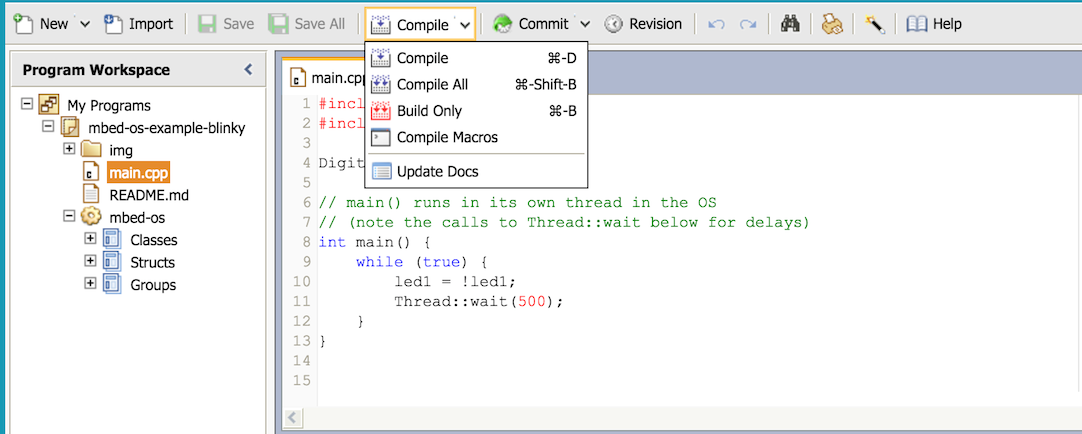 New Import Save Save All Compile Commit Revision Help
Program Workspace
My Programs
mbed-os-example-blinky
img
main.cpp
README.md
mbed-os
Classes
Structs
Groups
Compile ⌘-D
Compile All ⌘-Shift-B
Build Only ⌘-B
Compile Macros
Update Docs
main.cpp
1 #incl
2 #incl
3
4 Digit
5
6 // main() runs in its own thread in the OS
7 // (note the calls to Thread::wait below for delays)
8 int main() {
9     while (true) {
10         led1 = !led1;
11         Thread::wait(500);
12     }
13 }
14
15